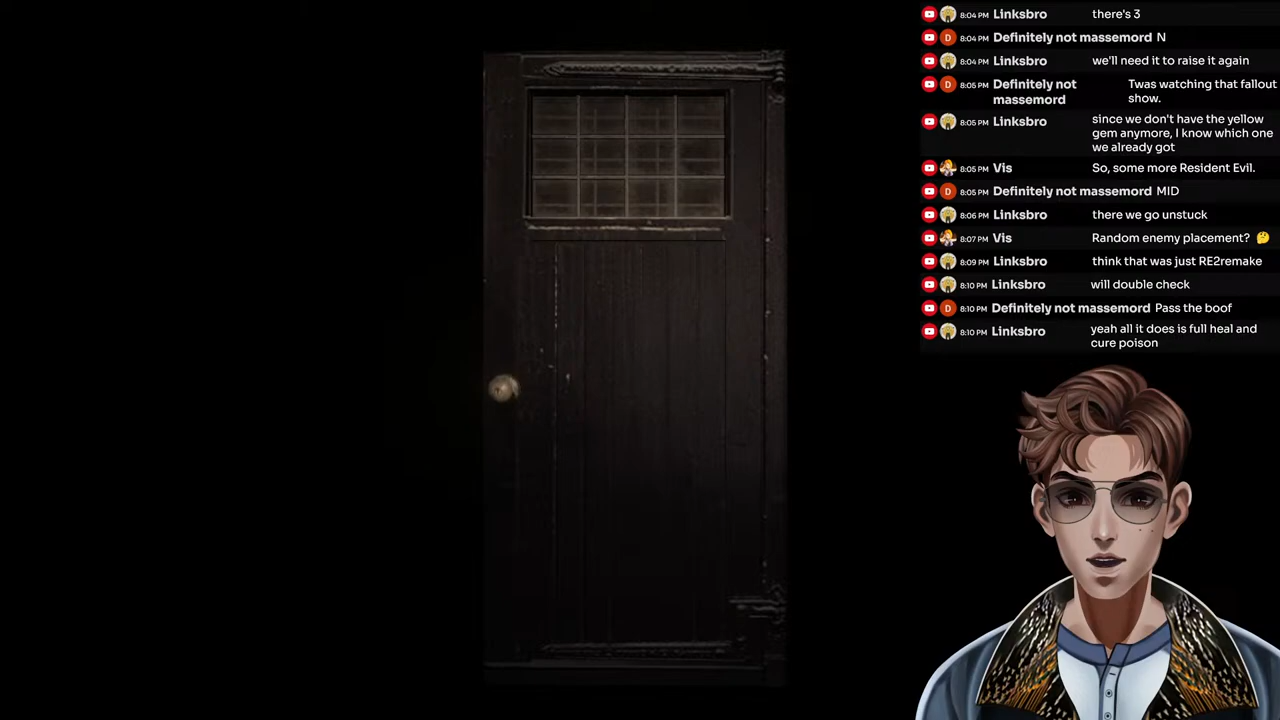 8:04 PM Linksbro there's 3
D 8:04 PM Definitely not massemord N
8:04 PM Linksbro we'll need to raise it again
D 8:05 PM Definitely not massemord Twas watching that fallout
show.
8:05 PM Linksbro since we don't have the yellow
gem anymore, I know which one
we already got
8:05 PM Vis So, some more Resident Evil.
D 8:05 PM Definitely not massemord MID
8:06 PM Linksbro there we go unstuck
8:07 PM Vis Random enemy placement? 🤔
8:09 PM Linksbro think that was just RE2remake
8:10 PM Linksbro will double check
D 8:10 PM Definitely not massemord Pass the boof
8:10 PM Linksbro yeah all it does is full heal and
cure poison